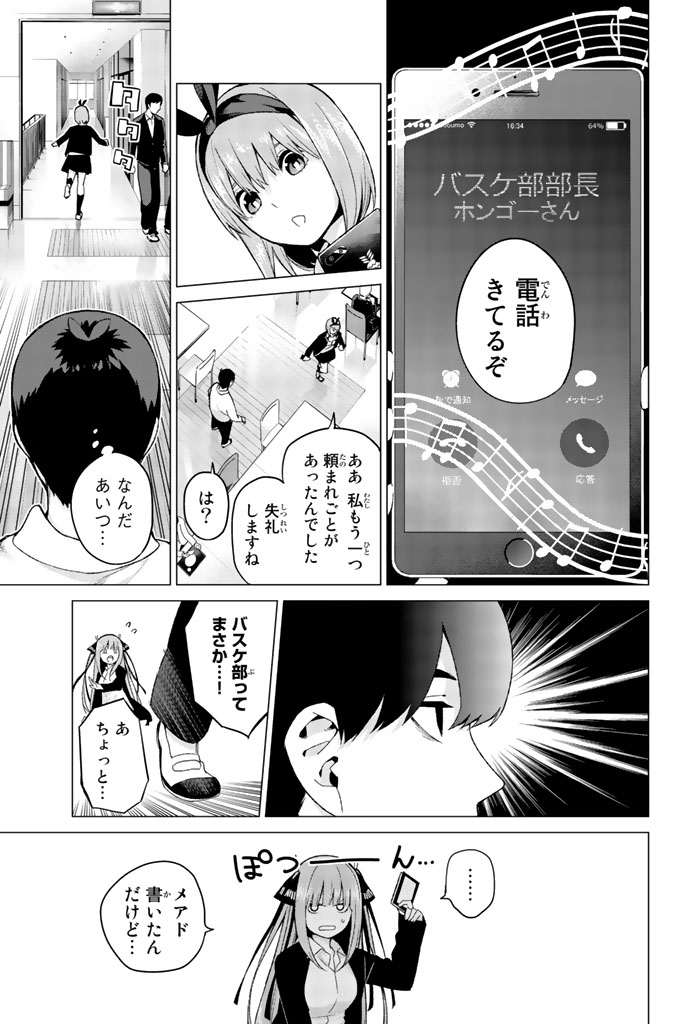 docomo 16:34 64%
バスケ部部長
ホンゴーさん
電話
きてるぞ
後で通知
メッセージ
拒否
応答
ああ 私もう一つ
頼まれごとが
あったんでした
失礼
しますね
は？
タタタ
なんだ
あいつ…
バスケ部って
まさか…！
あ
ちょっと…
……
ぽつーーん…
メアド
書いたん
だけど…